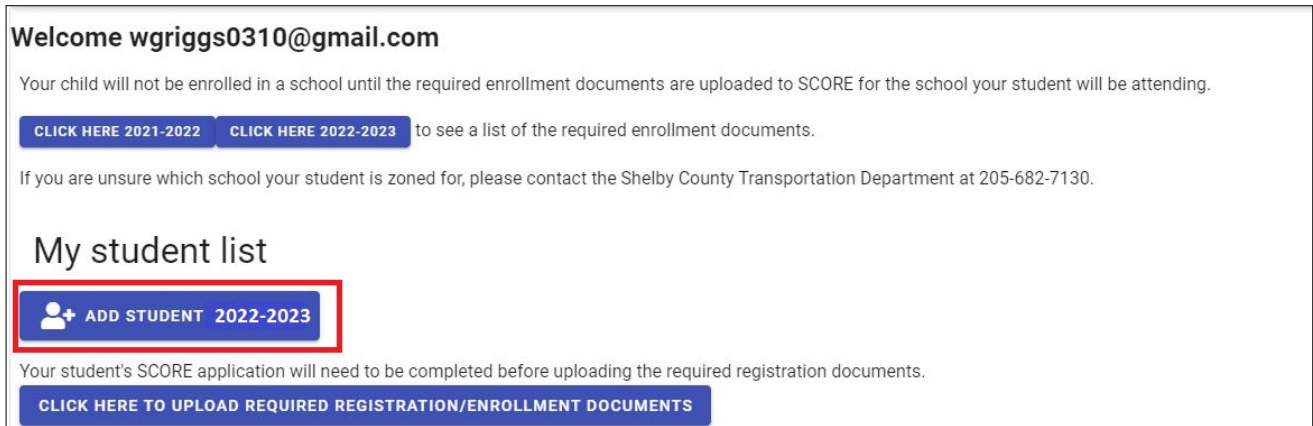 Welcome wgriggs0310@gmail.com
Your child will not be enrolled in a school until the required enrollment documents are uploaded to SCORE for the school your student will be attending.
CLICK HERE 2021-2022 CLICK HERE 2022-2023 to see a list of the required enrollment documents.
If you are unsure which school your student is zoned for, please contact the Shelby County Transportation Department at 205-682-7130.
My student list
ADD STUDENT 2022-2023
Your student's SCORE application will need to be completed before uploading the required registration documents.
CLICK HERE TO UPLOAD REQUIRED REGISTRATION/ENROLLMENT DOCUMENTS